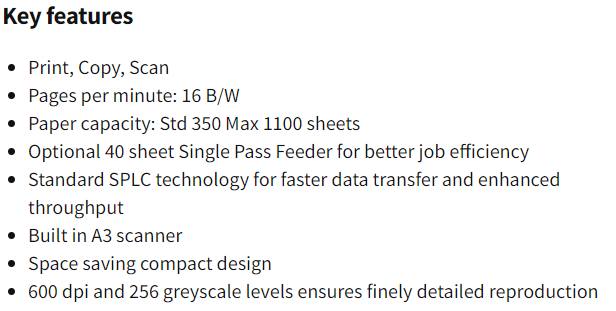 Key features
Print, Copy, Scan
Pages per minute: 16 B/W
Paper capacity: Std 350 Max 1100 sheets
Optional 40 sheet Single Pass Feeder for better job efficiency
Standard SPLC technology for faster data transfer and enhanced
throughput
Built in A3 scanner
Space saving compact design
600 dpi and 256 greyscale levels ensures finely detailed reproduction